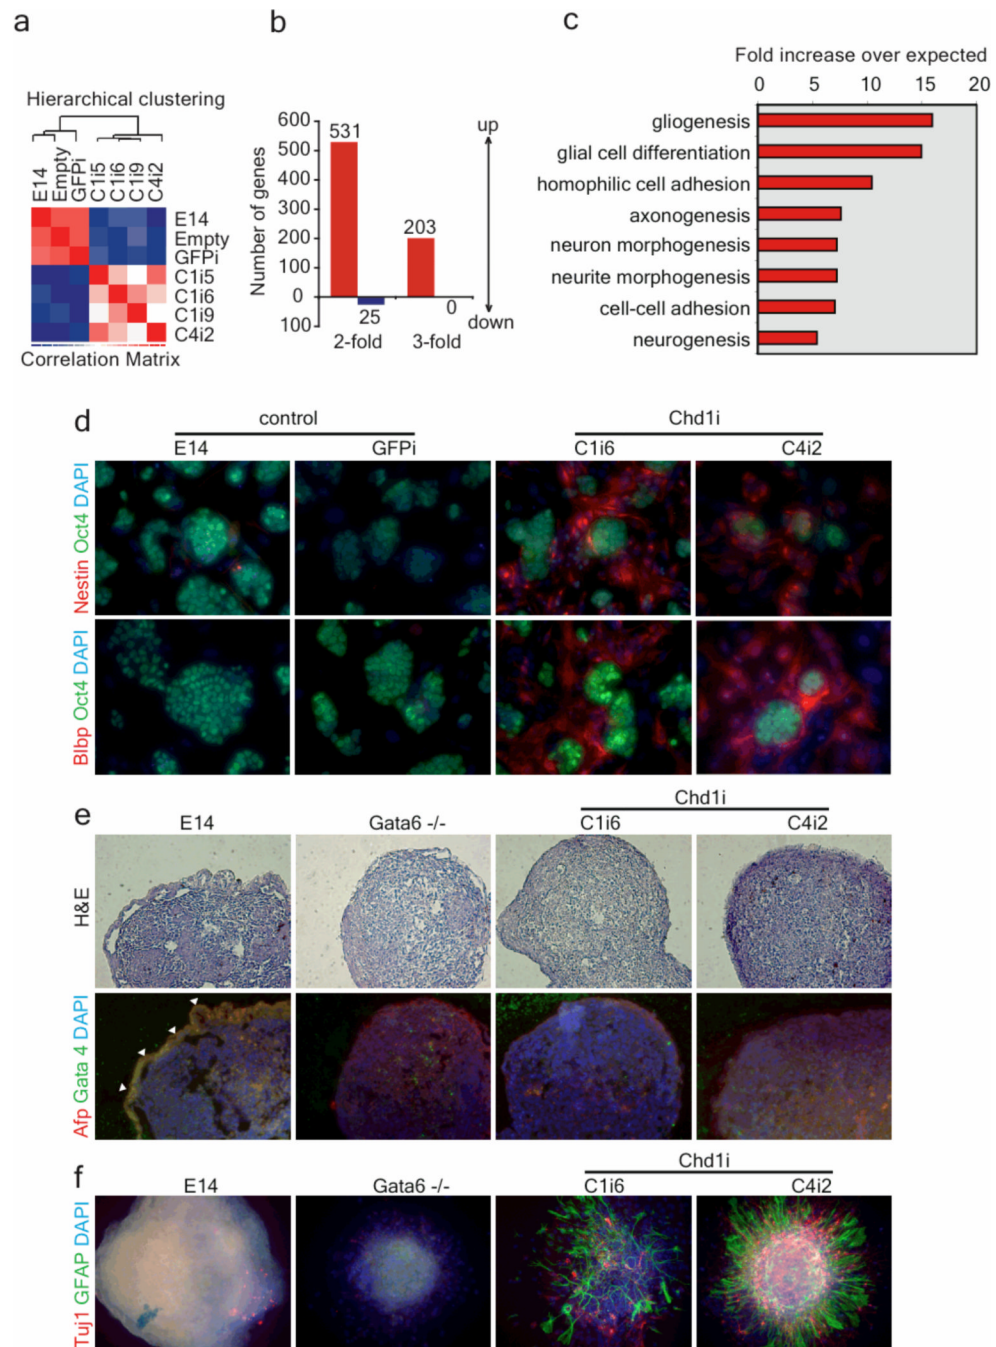 a
Hierarchical clustering
E14
Empty
GFPi
C1i5
C1i6
C1i9
C4i2
E14
Empty
GFPi
C1i5
C1i6
C1i9
C4i2
Correlation Matrix
b
Number of genes
600
500
400
300
200
100
0
100
531
25
203
0
2-fold
3-fold
up
down
c
Fold increase over expected
0 5 10 15 20
gliogenesis
glial cell differentiation
homophilic cell adhesion
axonogenesis
neuron morphogenesis
neurite morphogenesis
cell-cell adhesion
neurogenesis
d
control Chd1i
E14 GFPi C1i6 C4i2
Nestin Oct4 DAPI
Blbp Oct4 DAPI
e
Chd1i
E14 Gata6 -/- C1i6 C4i2
H&E
Afp Gata 4 DAPI
f
Chd1i
E14 Gata6 -/- C1i6 C4i2
Tuj1 GFAP DAPI